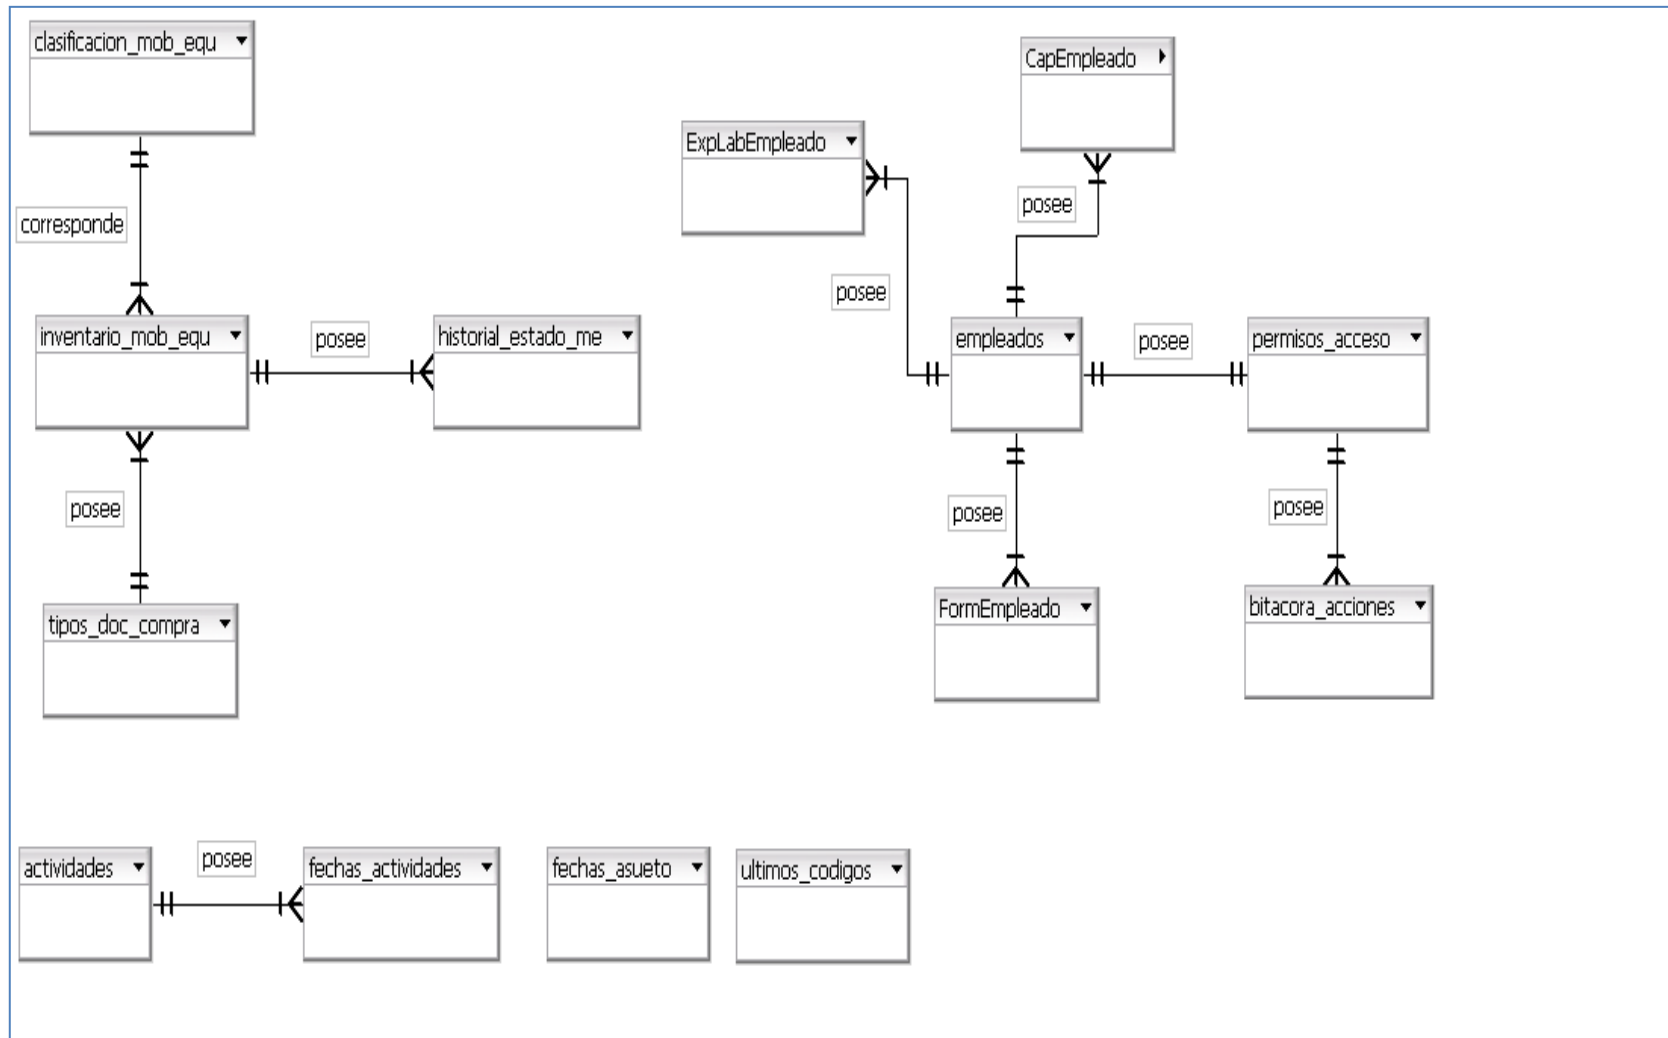 clasificacion_mob_equ
CapEmpleado
ExpLabEmpleado
posee
corresponde
posee
inventario_mob_equ
posee
historial_estado_me
empleados
posee
permisos_acceso
posee
posee
posee
tipos_doc_compra
FormEmpleado
bitacora_acciones
actividades
posee
fechas_actividades
fechas_asueto
ultimos_codigos